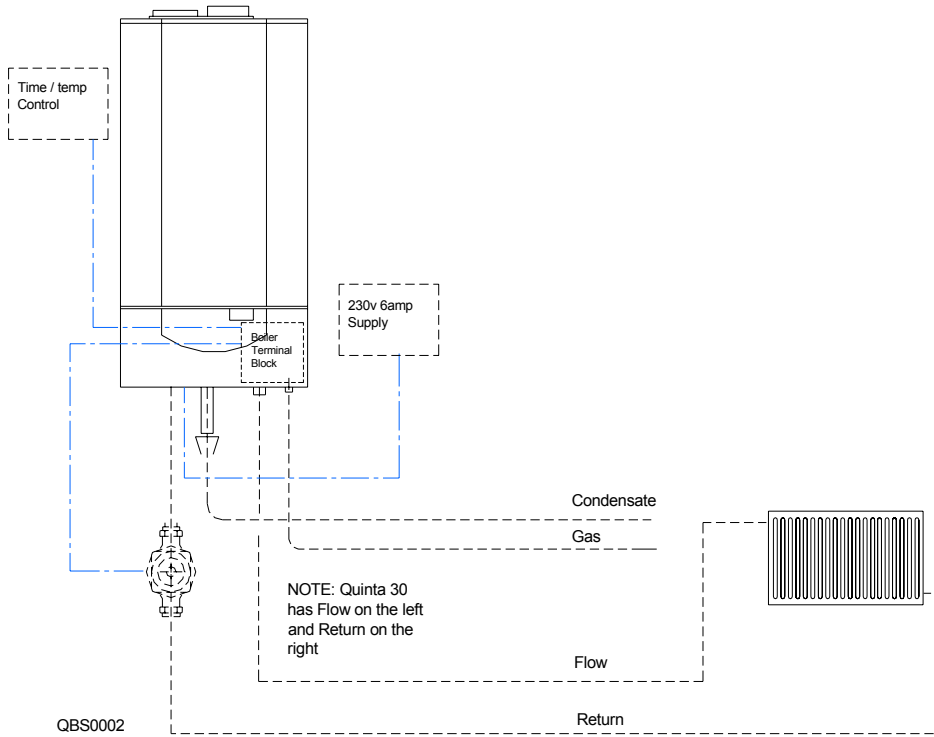 Time / temp
Control
230v 6amp
Supply
Boiler
Terminal
Block
Condensate
Gas
NOTE: Quinta 30
has Flow on the left
and Return on the
right
Flow
Return
QBS0002